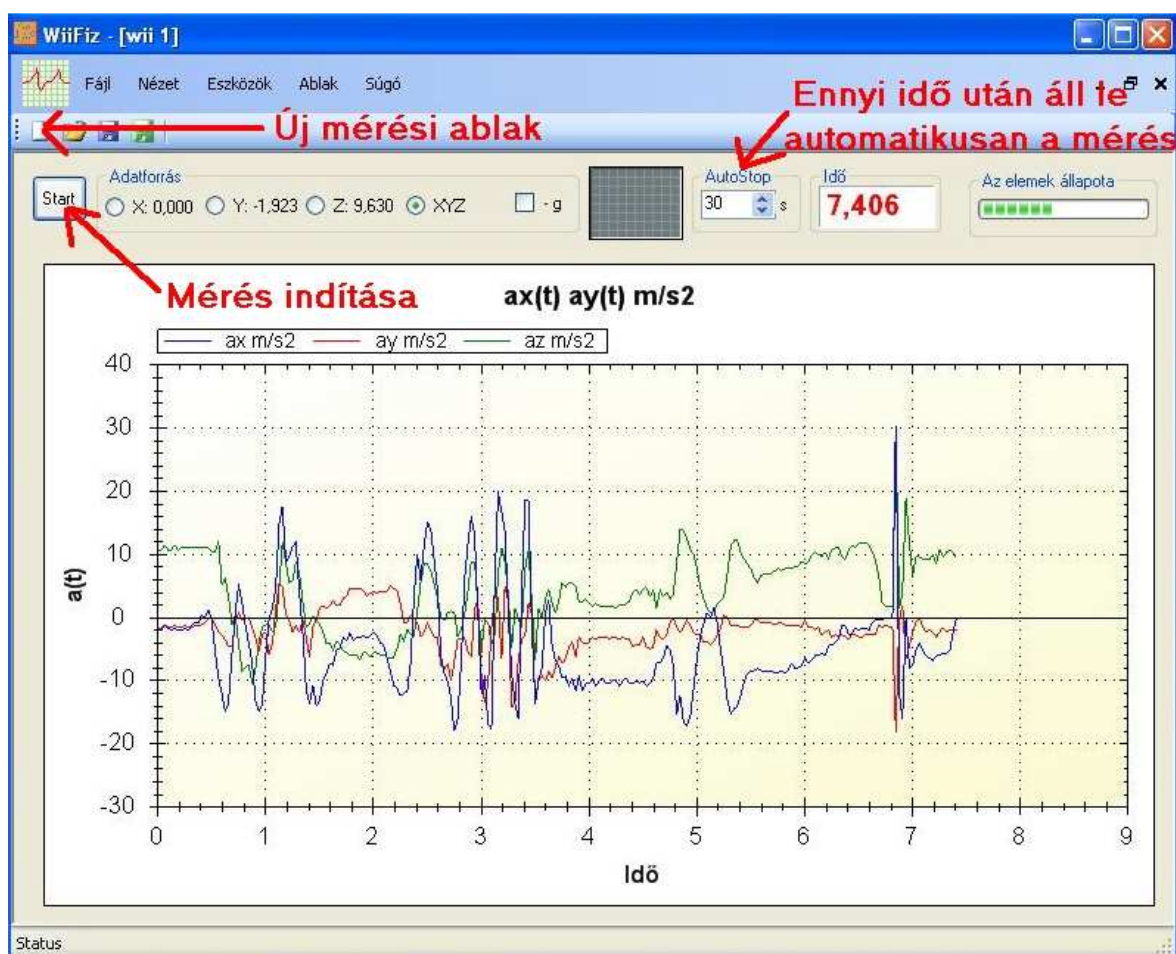 WiiFiz - [wii 1]
Fájl Nézet Eszközök Ablak Súgó
Ennyi idő után áll le
automatikusan a mérés
Új mérési ablak
Start
Adatforrás
X: 0,000 Y: -1,923 Z: 9,630 XYZ
- g
AutoStop
30 s
Idő
7,406
Az elemek állapota
Mérés indítása
ax(t) ay(t) m/s2
ax m/s2 ay m/s2 az m/s2
40
30
20
10
0
-10
-20
-30
a(t)
0 1 2 3 4 5 6 7 8 9
Idő
Status